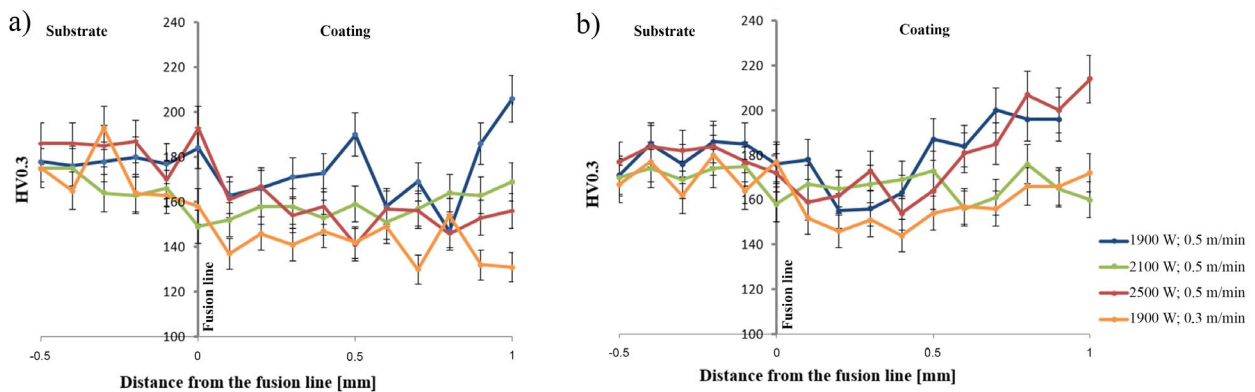 a)
Substrate
Coating
240
220
200
180
160
140
120
100
HV0.3
Fusion line
-0.5
0
0.5
1
Distance from the fusion line [mm]
b)
Substrate
Coating
240
220
200
180
160
140
120
100
HV0.3
Fusion line
-0.5
0
0.5
1
Distance from the fusion line [mm]
1900 W; 0.5 m/min
2100 W; 0.5 m/min
2500 W; 0.5 m/min
1900 W; 0.3 m/min